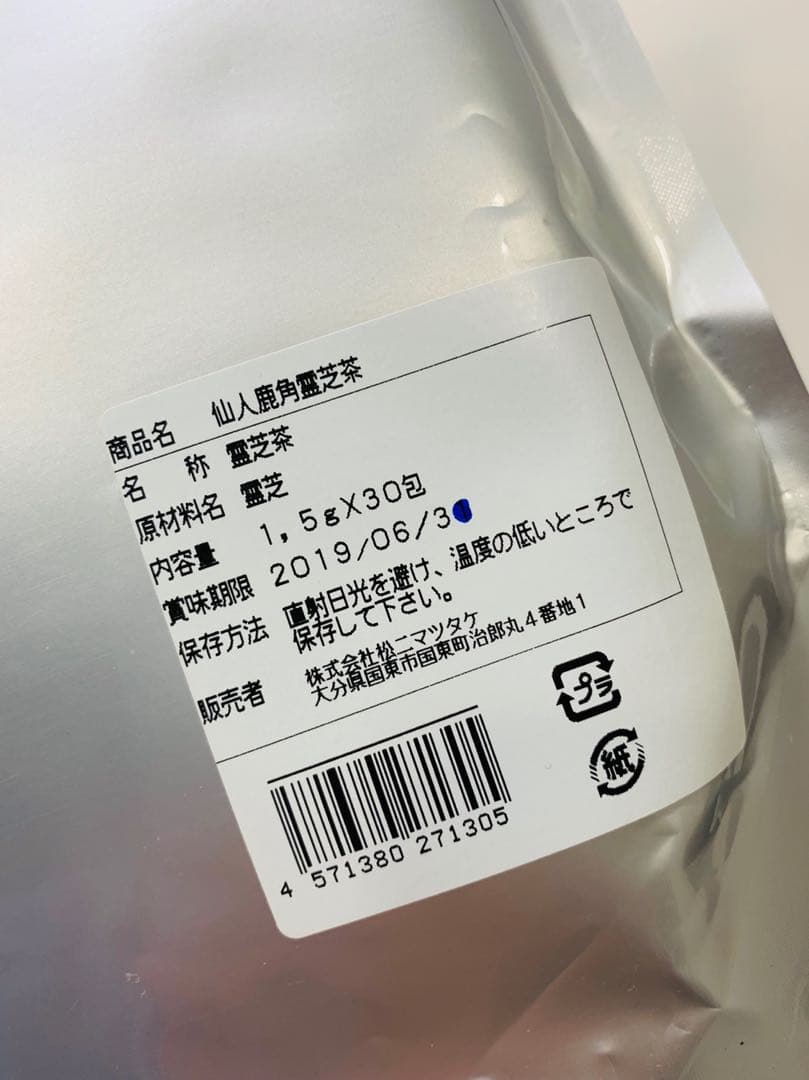 商品名 仙人鹿角霊芝茶
名 称 霊芝茶
原材料名 霊芝
内容量 1,5gX30包
賞味期限 2019/06/3
保存方法 直射日光を避け、温度の低いところで
保存して下さい。
販売者 株式会社松ニマツタケ
大分県国東市国東町治郎丸4番地1
プラ
紙
4 571380 271305